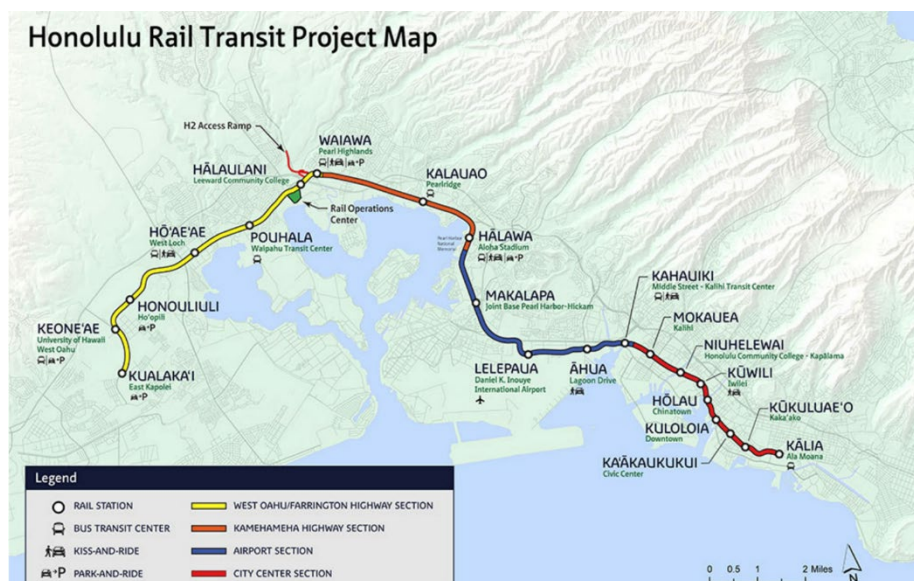 Honolulu Rail Transit Project Map
H2 Access Ramp
WAIAWA
Pearl Highlands
P
HĀLAULANI
Leeward Community College
KALAUAO
Pearlridge
Rail Operations
Center
HŌ'AE'AE
West Loch
POUHALA
Waipahu Transit Center
Pearl Harbor
National
Memorial
HĀLAWA
Aloha Stadium
P
KAHAUIKI
Middle Street - Kalihi Transit Center
HONOULIULI
Ho'opili
P
MAKALAPA
Joint Base Pearl Harbor-Hickam
MOKAUEA
Kalihi
KEONE'AE
University of Hawaii
West Oahu
P
NIUHELEWAI
Honolulu Community College - Kapālama
KUALAKA'I
East Kapolei
P
LELEPAUA
Daniel K. Inouye
International Airport
ĀHUA
Lagoon Drive
KŪWILI
Iwilei
HŌLAU
Chinatown
KŪKULUAE'O
Kaka'ako
KULOLOIA
Downtown
KĀLIA
Ala Moana
KA'ĀKAUKUKUI
Civic Center
Legend
RAIL STATION
WEST OAHU/FARRINGTON HIGHWAY SECTION
BUS TRANSIT CENTER
KAMEHAMEHA HIGHWAY SECTION
KISS-AND-RIDE
AIRPORT SECTION
P PARK-AND-RIDE
CITY CENTER SECTION
0 0.5 1 2 Miles
N